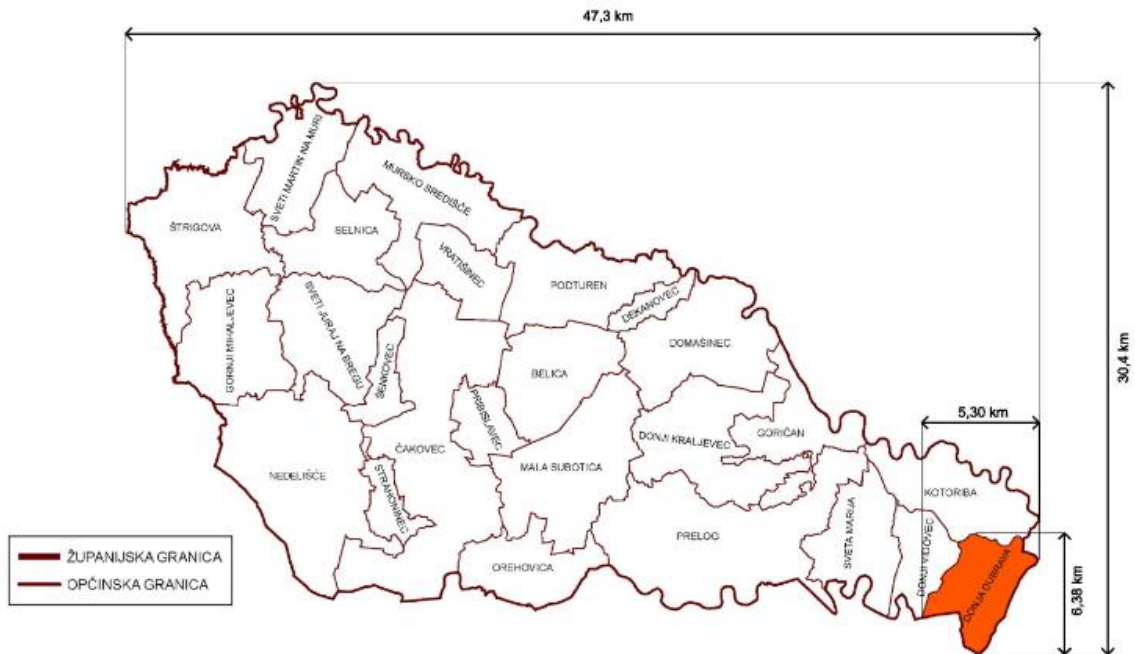 47,3 km
SVETI MARTIN NA MURI
MURSKO SREDIŠĆE
ŠTRIGOVA
SELNICA
VRATIŠINEC
PODTUREN
DEKANOVEC
GORNJI MIHALJEVEC
SVETI JURAJ NA BREGU
ŠENKOVEC
BELICA
DOMAŠINEC
30,4 km
5,30 km
PRIBISLAVEC
DONJI KRALJEVEC
GORIČAN
ČAKOVEC
NEDELIŠĆE
STRAHONINEC
MALA SUBOTICA
KOTORIBA
PRELOG
SVETA MARIJA
DONJI VIDOVEC
DONJA DUBRAVA
OREHOVICA
6,38 km
ŽUPANIJSKA GRANICA
OPĆINSKA GRANICA